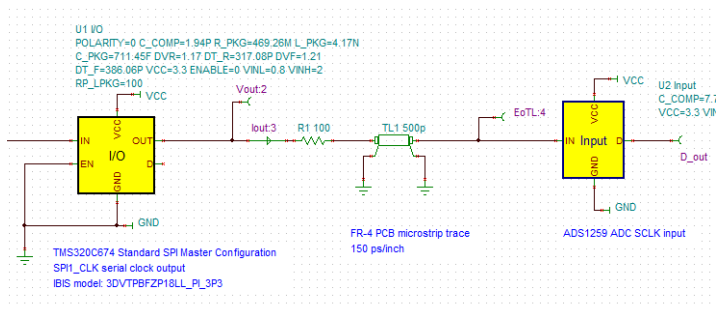 U1 I/O
POLARITY=0 C_COMP=1.94P R_PKG=469.26M L_PKG=4.17N
C_PKG=711.45F DVR=1.17 DT_R=317.08P DVF=1.21
DT_F=386.06P VCC=3.3 ENABLE=0 VINL=0.8 VINH=2
RP_LPKG=100
VCC
Vout:2
EoTL:4
VCC
U2 Input
C_COMP=7.7
VCC=3.3 VIN
VCC
Iout:3
R1 100
TL1 500p
VCC
IN
OUT
I/O
EN
D
GND
IN
Input
D
D_out
GND
GND
GND
TMS320C674 Standard SPI Master Configuration
SPI1_CLK serial clock output
IBIS model: 3DVTPBFZP18LL_PI_3P3
FR-4 PCB microstrip trace
150 ps/inch
ADS1259 ADC SCLK input